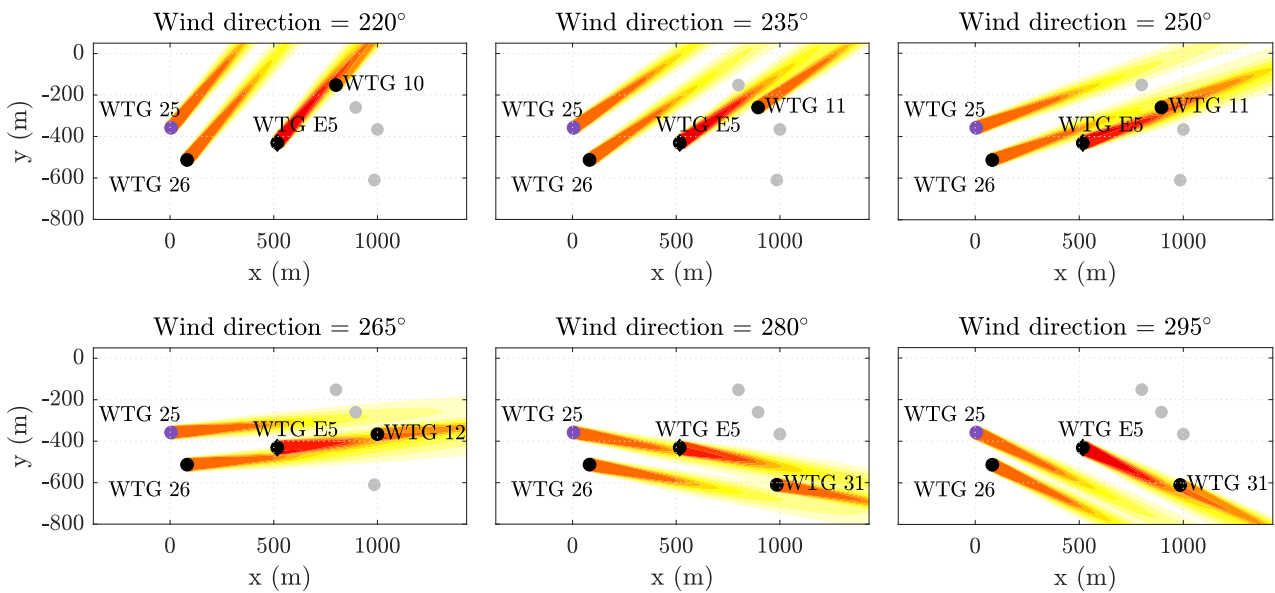 Wind direction = 220°
Wind direction = 235°
Wind direction = 250°
0
-200
-400
-600
-800
y (m)
WTG 25
WTG 10
WTG E5
WTG 26
0
500
1000
x (m)
WTG 25
WTG 11
WTG E5
WTG 26
0
500
1000
x (m)
WTG 25
WTG 11
WTG E5
WTG 26
0
500
1000
x (m)
Wind direction = 265°
Wind direction = 280°
Wind direction = 295°
0
-200
-400
-600
-800
y (m)
WTG 25
WTG E5
WTG 12
WTG 26
0
500
1000
x (m)
WTG 25
WTG E5
WTG 31
WTG 26
0
500
1000
x (m)
WTG 25
WTG E5
WTG 31
WTG 26
0
500
1000
x (m)